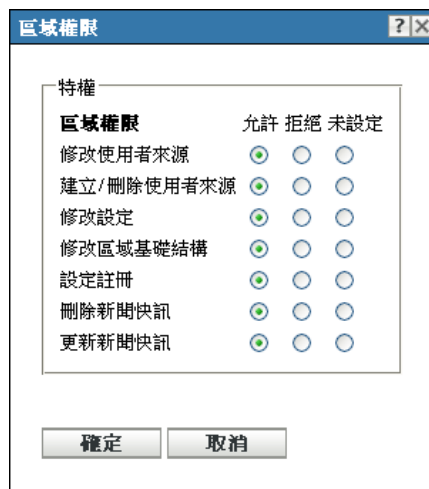 區域權限
特權
區域權限 允許 拒絕 未設定
修改使用者來源
建立/刪除使用者來源
修改設定
修改區域基礎結構
設定註冊
刪除新聞快訊
更新新聞快訊
確定 取消